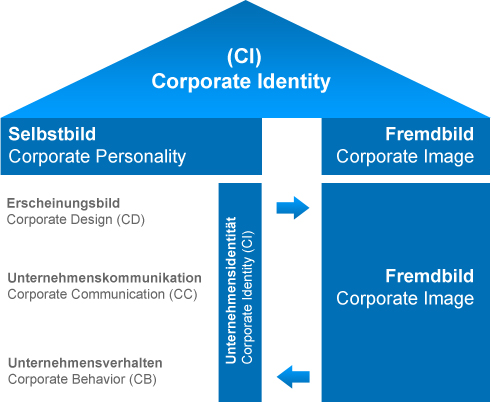 (CI)
Corporate Identity
Selbstbild
Corporate Personality
Fremdbild
Corporate Image
Erscheinungsbild
Corporate Design (CD)
Unternehmenskommunikation
Corporate Communication (CC)
Unternehmensverhalten
Corporate Behavior (CB)
Unternehmensidentität
Corporate Identity (CI)
Fremdbild
Corporate Image